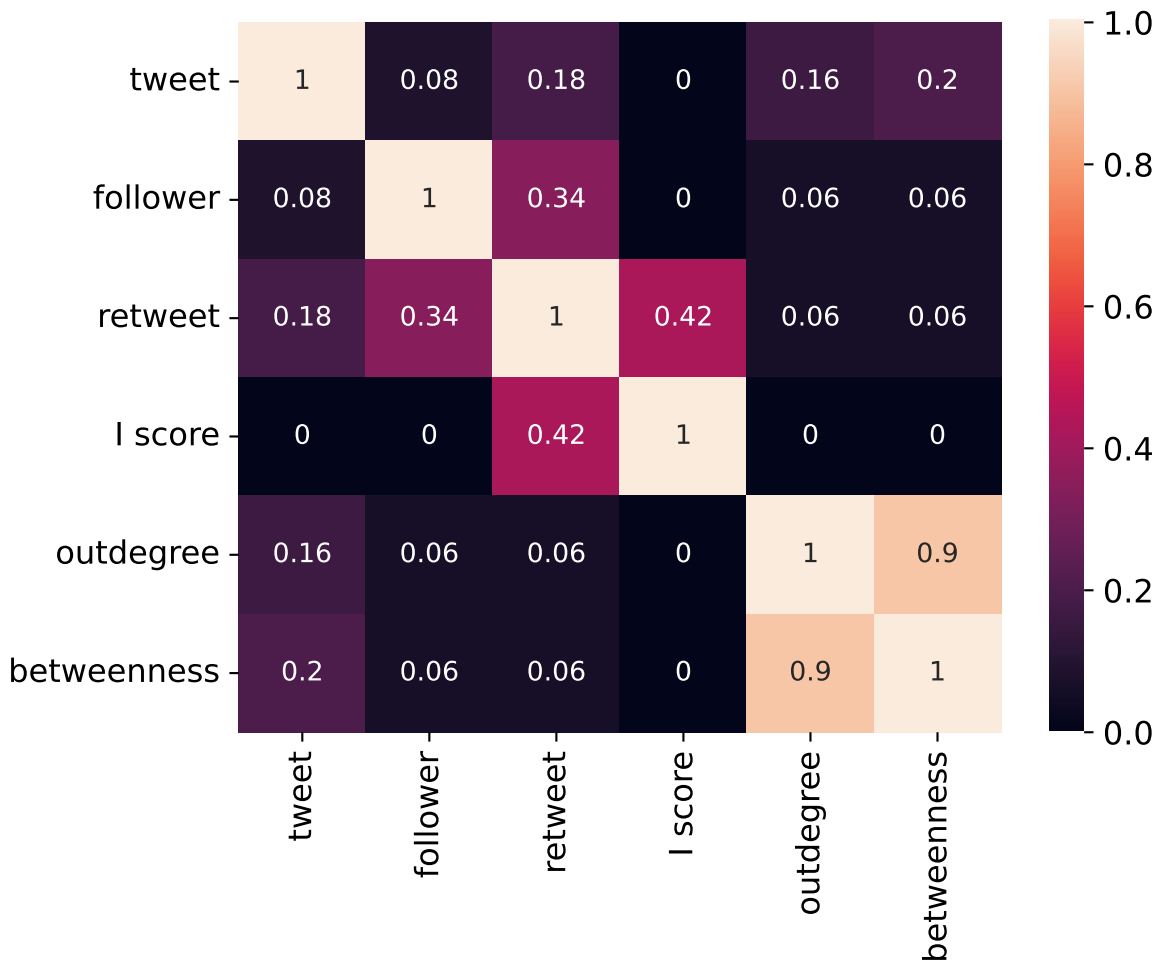 tweet 1 0.08 0.18 0 0.16 0.2
follower 0.08 1 0.34 0 0.06 0.06
retweet 0.18 0.34 1 0.42 0.06 0.06
I score 0 0 0.42 1 0 0
outdegree 0.16 0.06 0.06 0 1 0.9
betweenness 0.2 0.06 0.06 0 0.9 1
tweet
follower
retweet
I score
outdegree
betweenness
1.0
0.8
0.6
0.4
0.2
0.0